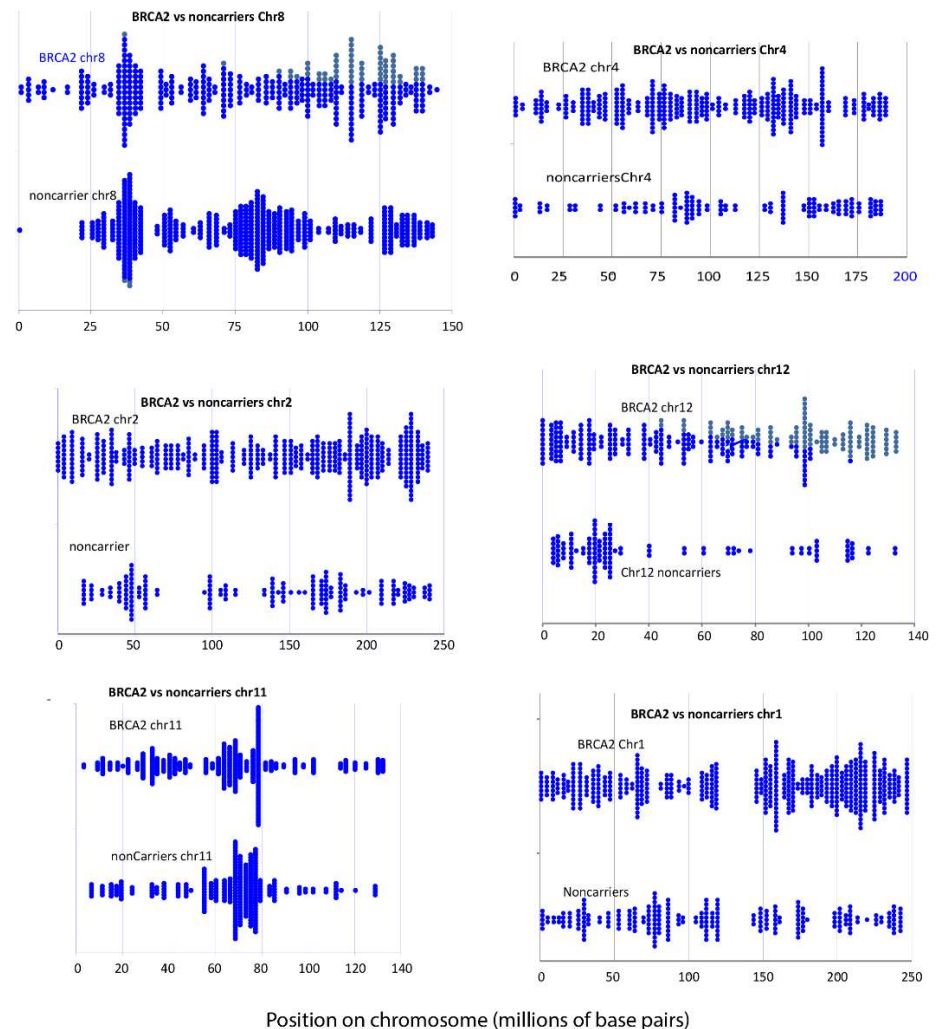 BRCA2 vs noncarriers Chr8
BRCA2 chr8
noncarrier chr8
0 25 50 75 100 125 150
BRCA2 vs noncarriers Chr4
BRCA2 chr4
noncarriersChr4
0 25 50 75 100 125 150 175 200
BRCA2 vs noncarriers chr2
BRCA2 chr2
noncarrier
0 50 100 150 200 250
BRCA2 vs noncarriers chr12
BRCA2 chr12
Chr12 noncarriers
0 20 40 60 80 100 120 140
BRCA2 vs noncarriers chr11
BRCA2 chr11
nonCarriers chr11
0 20 40 60 80 100 120 140
BRCA2 vs noncarriers chr1
BRCA2 Chr1
Noncarriers
0 50 100 150 200 250
Position on chromosome (millions of base pairs)